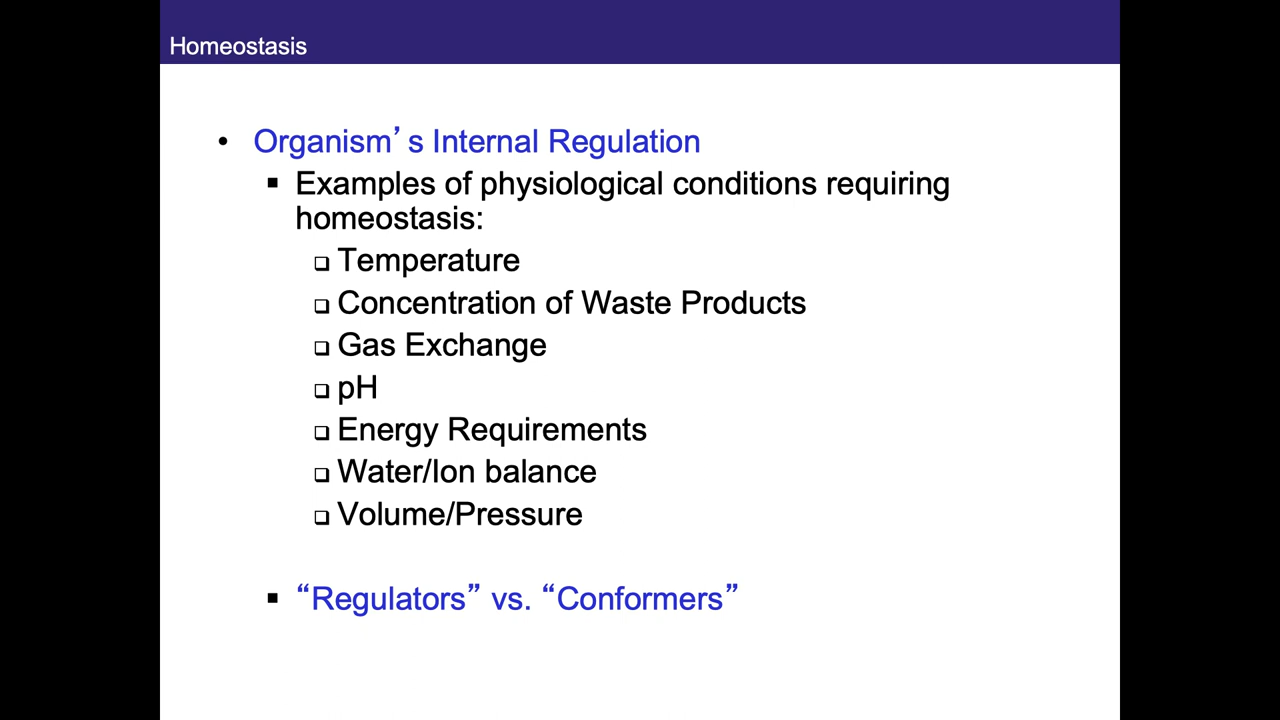 Homeostasis
• Organism’s Internal Regulation
▪ Examples of physiological conditions requiring
homeostasis:
❑ Temperature
❑ Concentration of Waste Products
❑ Gas Exchange
❑ pH
❑ Energy Requirements
❑ Water/Ion balance
❑ Volume/Pressure
▪ “Regulators” vs. “Conformers”